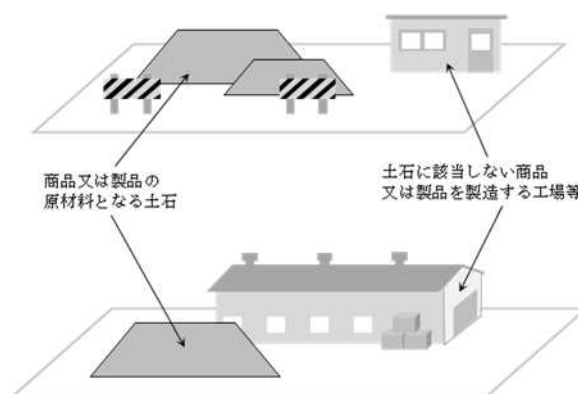 商品又は製品の
原材料となる土石
土石に該当しない商品
又は製品を製造する工場等